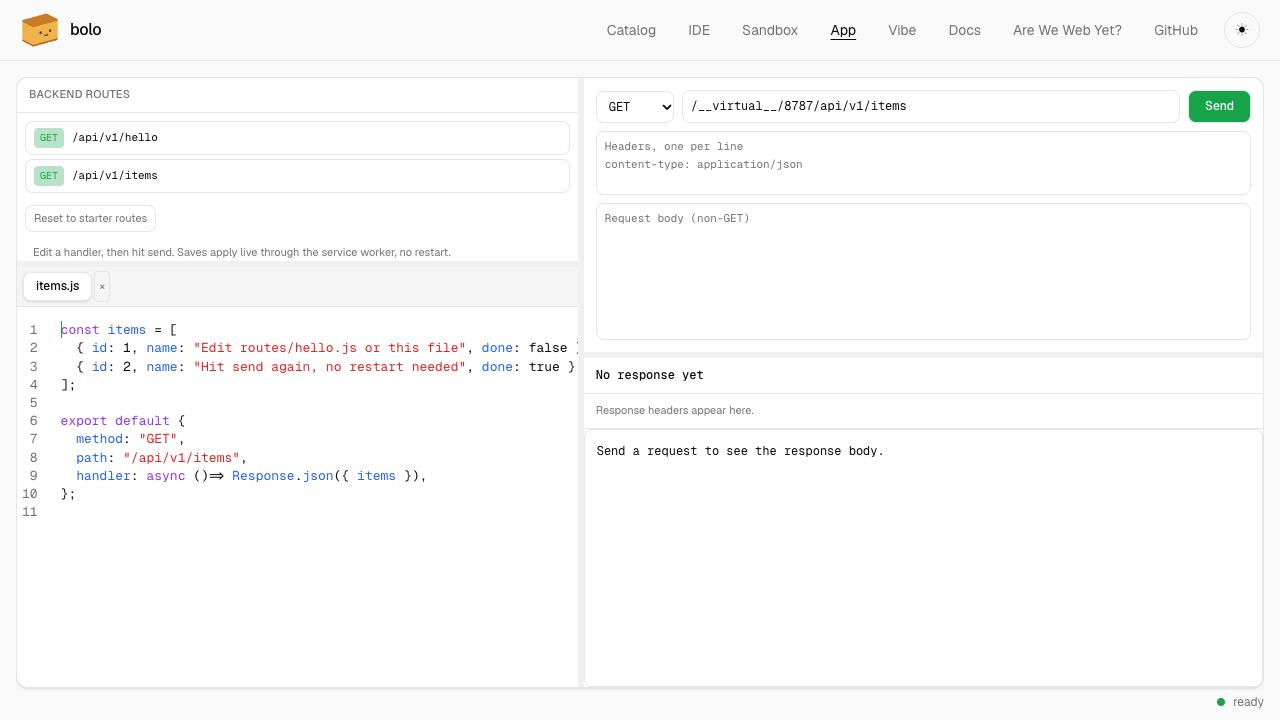 bolo
Catalog
IDE
Sandbox
App
Vibe
Docs
Are We Web Yet?
GitHub
BACKEND ROUTES
GET /api/v1/hello
GET /api/v1/items
Reset to starter routes
Edit a handler, then hit send. Saves apply live through the service worker, no restart.
items.js ×
1 const items = [
2   { id: 1, name: "Edit routes/hello.js or this file", done: false
3   { id: 2, name: "Hit send again, no restart needed", done: true }
4 ];
5
6 export default {
7   method: "GET",
8   path: "/api/v1/items",
9   handler: async () => Response.json({ items }),
10 };
11
GET /__virtual__/8787/api/v1/items Send
Headers, one per line
content-type: application/json
Request body (non-GET)
No response yet
Response headers appear here.
Send a request to see the response body.
ready